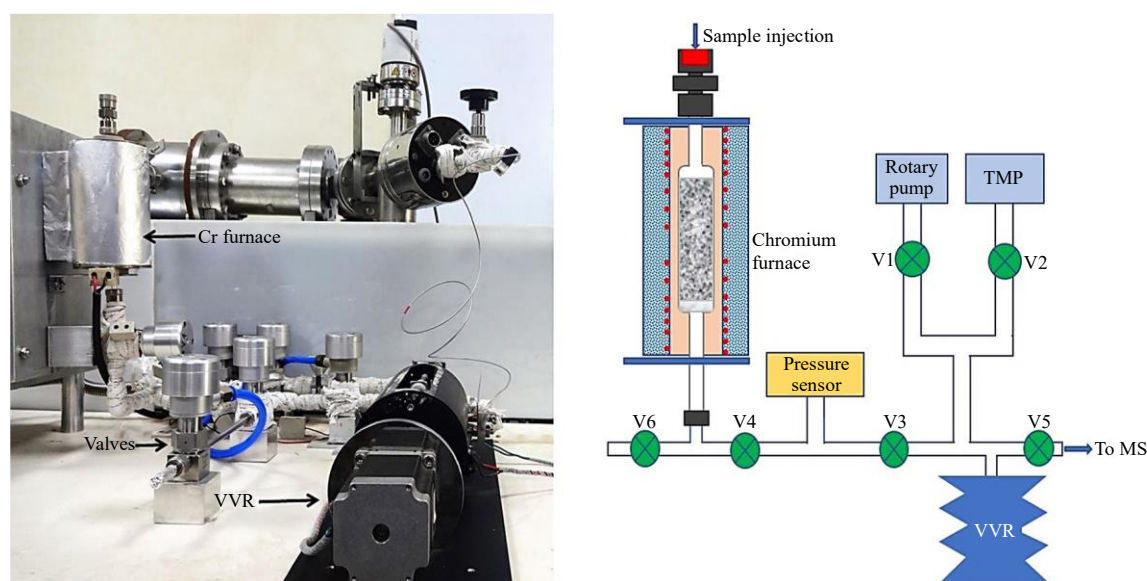 Cr furnace
Valves
VVR
Sample injection
Rotary
pump
TMP
V1
V2
Chromium
furnace
Pressure
sensor
V6
V4
V3
V5
To MS
VVR